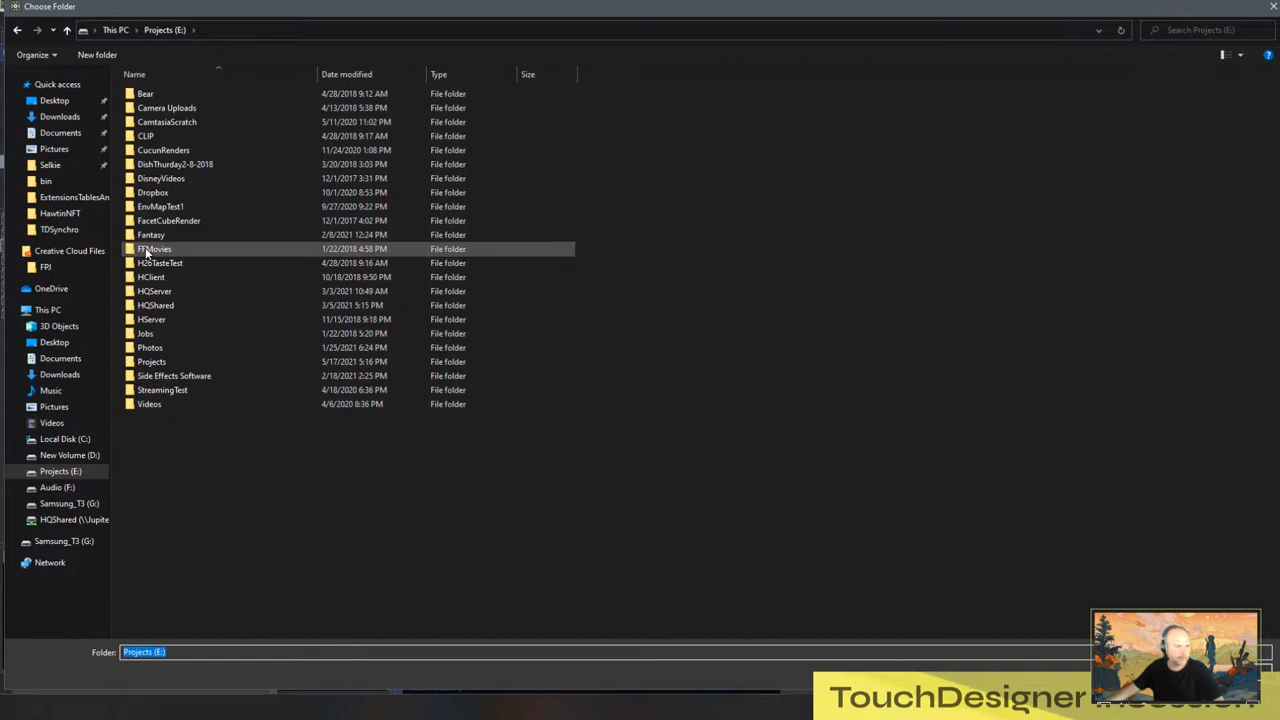 Choose Folder
This PC > Projects (E:) >
Search Projects (E:)
Organize
New folder
Name
Date modified
Type
Size
Quick access
Desktop
Downloads
Documents
Pictures
Selkie
bin
ExtensionsTablesAn
HawtinNFT
TDSynchro
Creative Cloud Files
FPJ
OneDrive
This PC
3D Objects
Desktop
Documents
Downloads
Music
Pictures
Videos
Local Disk (C:)
New Volume (D:)
Projects (E:)
Audio (F:)
Samsung_T3 (G:)
HQShared (\\Jupite
Samsung_T3 (G:)
Network
Bear 4/28/2018 9:12 AM File folder
Camera Uploads 4/13/2018 5:38 PM File folder
CamtasiaScratch 5/11/2020 11:02 PM File folder
CLIP 4/28/2018 9:17 AM File folder
CucunRenders 11/24/2020 1:08 PM File folder
DishThurday2-8-2018 3/20/2018 3:03 PM File folder
DisneyVideos 12/1/2017 3:31 PM File folder
Dropbox 10/1/2020 8:53 PM File folder
EnvMapTest1 9/27/2020 9:22 PM File folder
FacetCubeRender 12/1/2017 4:02 PM File folder
Fantasy 2/8/2021 12:24 PM File folder
FFMovies 1/22/2018 4:58 PM File folder
H26TasteTest 4/28/2018 9:16 AM File folder
HClient 10/18/2018 9:50 PM File folder
HQServer 3/3/2021 10:49 AM File folder
HQShared 3/5/2021 5:15 PM File folder
HServer 11/15/2018 9:18 PM File folder
Jobs 1/22/2018 5:20 PM File folder
Photos 1/25/2021 6:24 PM File folder
Projects 5/17/2021 5:16 PM File folder
Side Effects Software 2/18/2021 2:25 PM File folder
StreamingTest 4/18/2020 6:36 PM File folder
Videos 4/6/2020 8:36 PM File folder
Folder: Projects (E:)
TouchDesigner